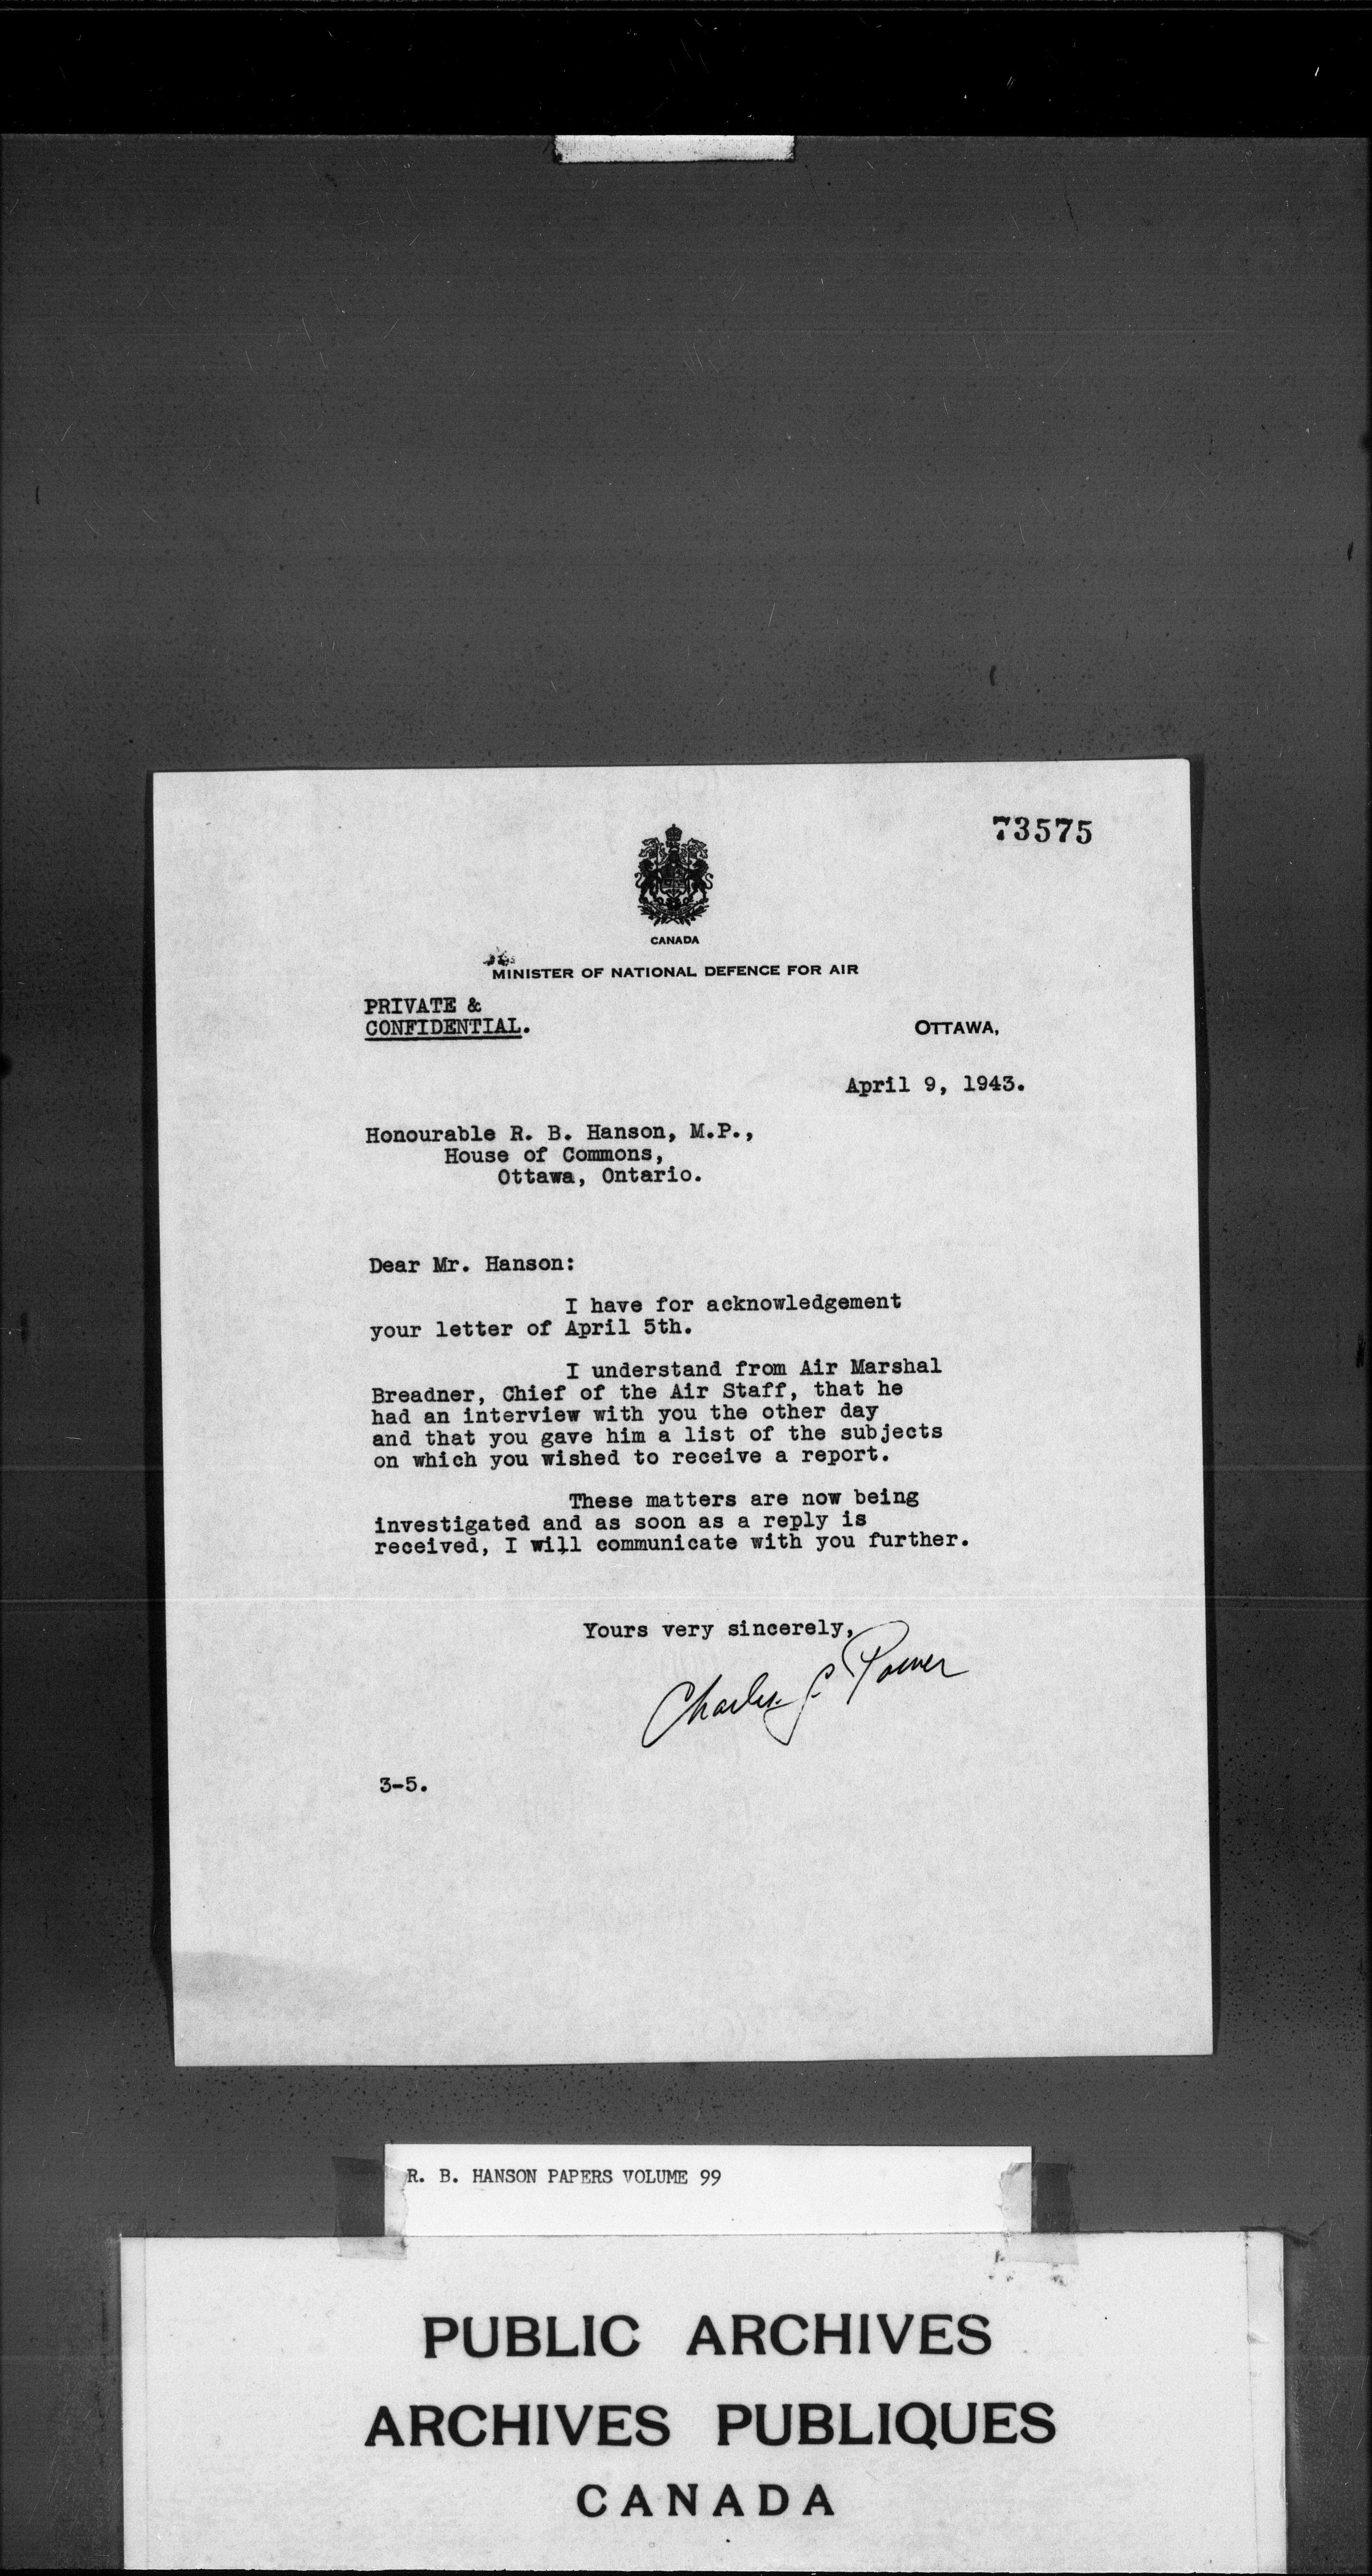 73575
CANADA
MINISTER OF NATIONAL DEFENCE FOR AIR
PRIVATE &
CONFIDENTIAL.
OTTAWA,
April 9, 1943.
Honourable R. B. Hanson, M.P.,
House of Commons,
Ottawa, Ontario.
Dear Mr. Hanson:
I have for acknowledgement
your letter of April 5th.
I understand from Air Marshal
Breadner, Chief of the Air Staff, that he
had an interview with you the other day
and that you gave him a list of the subjects
on which you wished to receive a report.
These matters are now being
investigated and as soon as a reply is
received, I will communicate with you further.
Yours very sincerely,
Charles G. Power
3-5.
R. B. HANSON PAPERS VOLUME 99
PUBLIC ARCHIVES
ARCHIVES PUBLIQUES
CANADA